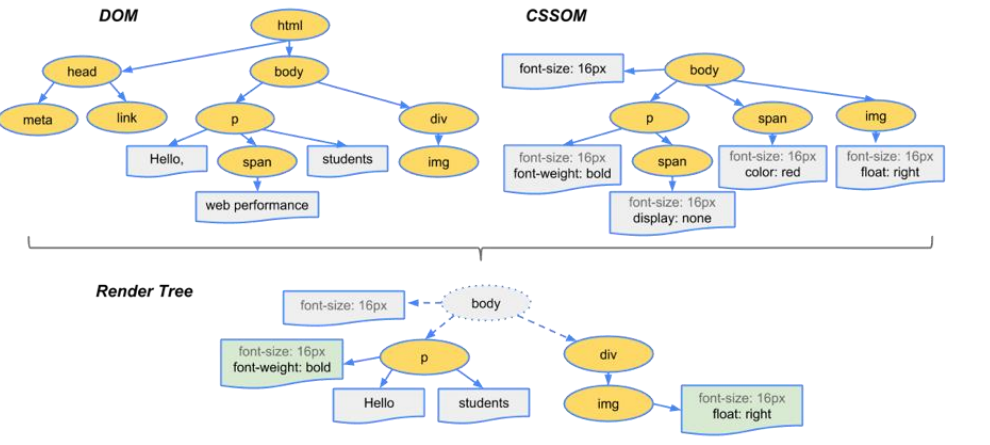 DOM
CSSOM
html
head
body
font-size: 16px
body
meta
link
p
div
p
span
img
Hello,
span
students
img
font-size: 16px
font-weight: bold
span
font-size: 16px
color: red
font-size: 16px
float: right
web performance
font-size: 16px
display: none
Render Tree
font-size: 16px
body
font-size: 16px
font-weight: bold
p
div
Hello
students
img
font-size: 16px
float: right